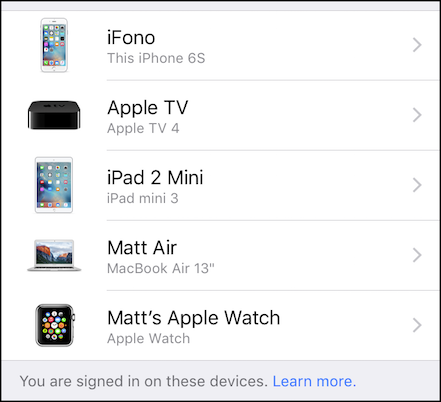 iFono
This iPhone 6S
Apple TV
Apple TV 4
iPad 2 Mini
iPad mini 3
Matt Air
MacBook Air 13"
Matt's Apple Watch
Apple Watch
You are signed in on these devices. Learn more.